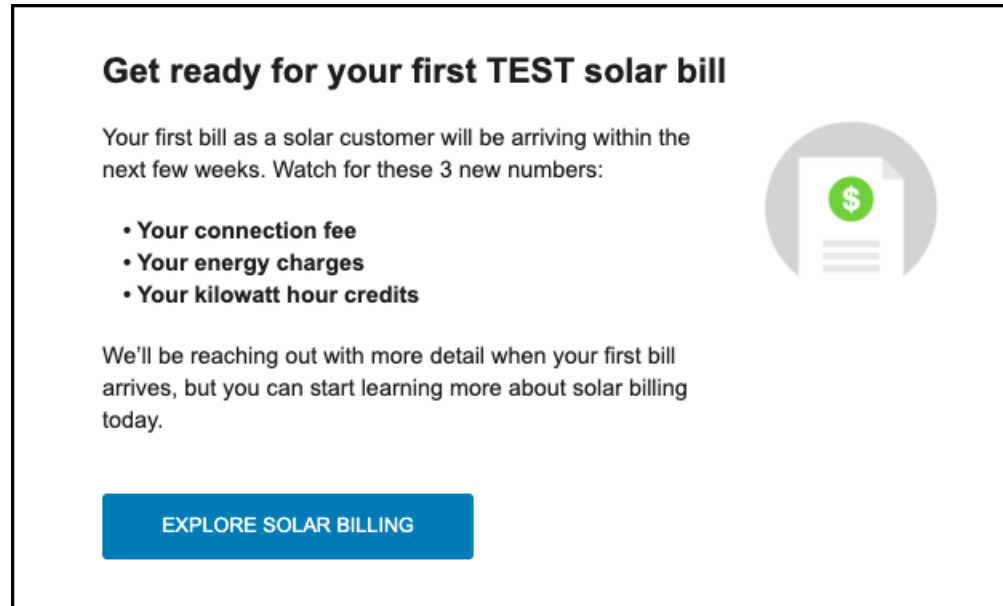 Get ready for your first TEST solar bill
Your first bill as a solar customer will be arriving within the
next few weeks. Watch for these 3 new numbers:
• Your connection fee
• Your energy charges
• Your kilowatt hour credits
We’ll be reaching out with more detail when your first bill
arrives, but you can start learning more about solar billing
today.
$
EXPLORE SOLAR BILLING